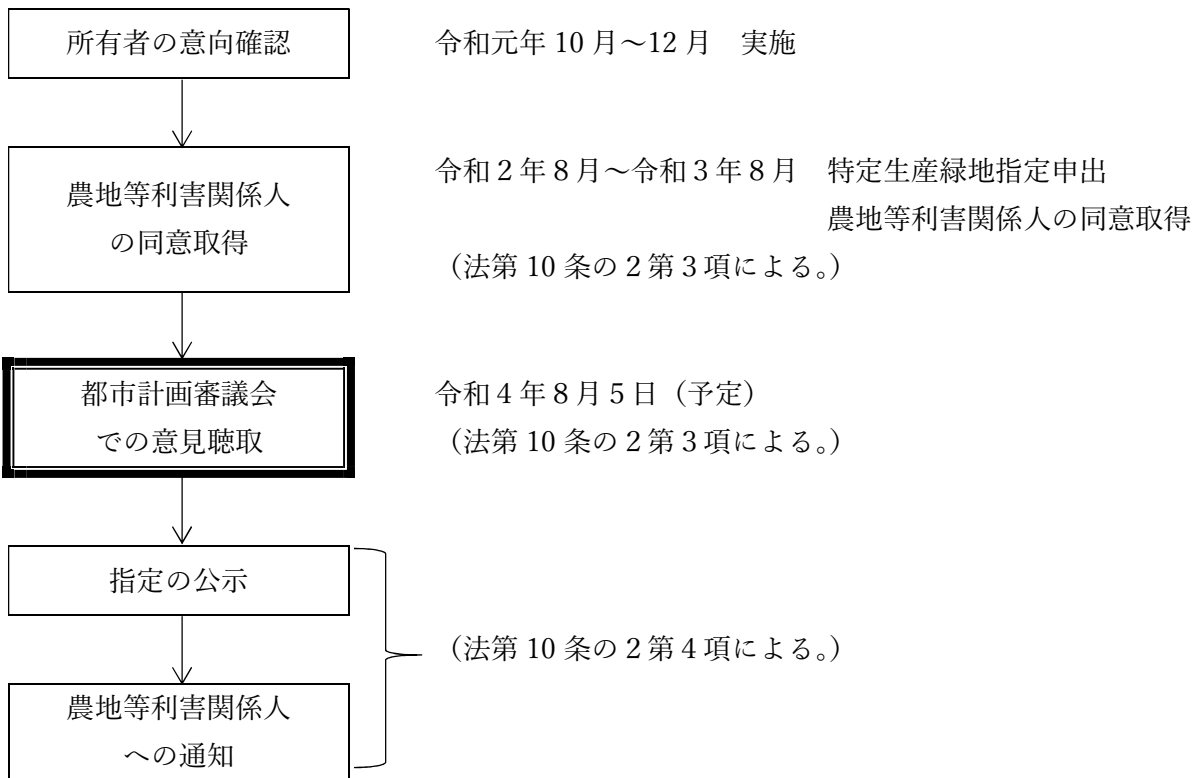 所有者の意向確認
令和元年 10 月～12 月　実施
農地等利害関係人
の同意取得
令和２年８月～令和３年８月　特定生産緑地指定申出
農地等利害関係人の同意取得
（法第 10 条の２第３項による。）
都市計画審議会
での意見聴取
令和４年８月５日（予定）
（法第 10 条の２第３項による。）
指定の公示
（法第 10 条の２第４項による。）
農地等利害関係人
への通知